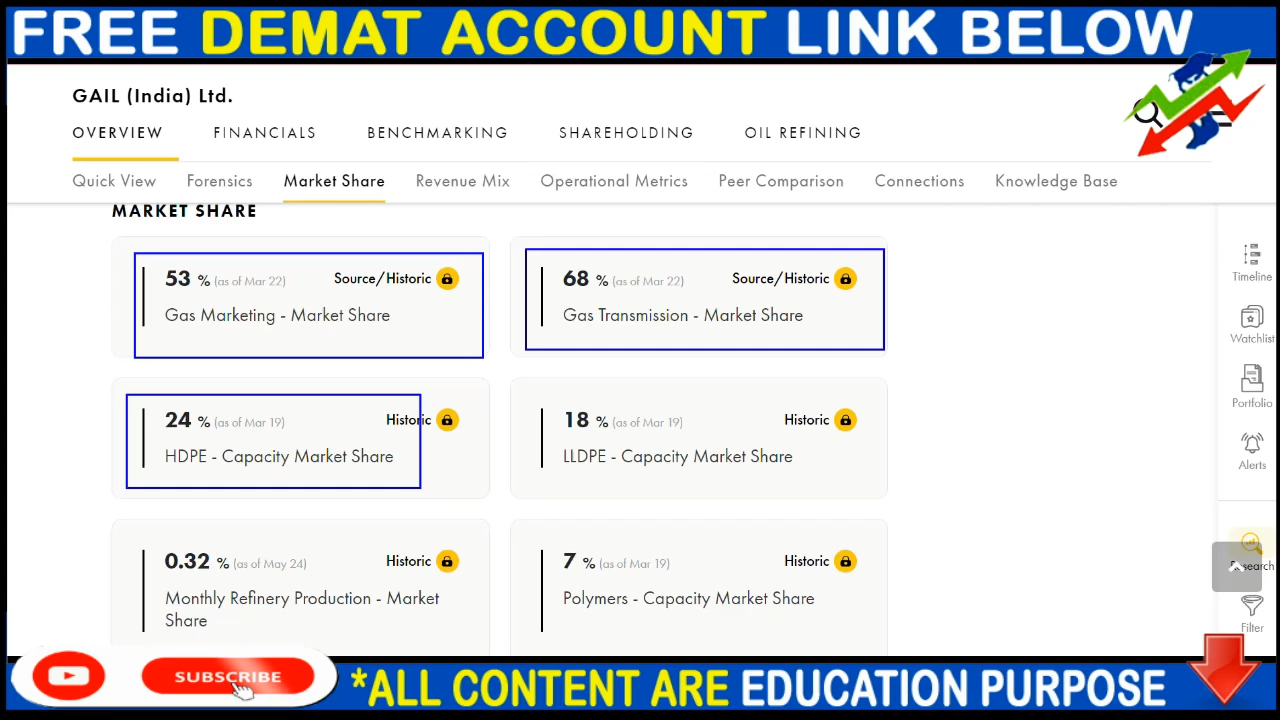 FREE DEMAT ACCOUNT LINK BELOW
GAIL (India) Ltd.
OVERVIEW FINANCIALS BENCHMARKING SHAREHOLDING OIL REFINING
Quick View Forensics Market Share Revenue Mix Operational Metrics Peer Comparison Connections Knowledge Base
MARKET SHARE
53 % (as of Mar 22) Source/Historic
Gas Marketing - Market Share
68 % (as of Mar 22) Source/Historic
Gas Transmission - Market Share
24 % (as of Mar 19) Historic
HDPE - Capacity Market Share
18 % (as of Mar 19) Historic
LLDPE - Capacity Market Share
0.32 % (as of May 24) Historic
Monthly Refinery Production - Market
Share
7 % (as of Mar 19) Historic
Polymers - Capacity Market Share
Timeline
Watchlist
Portfolio
Alerts
Research
Filter
SUBSCRIBE
*ALL CONTENT ARE EDUCATION PURPOSE